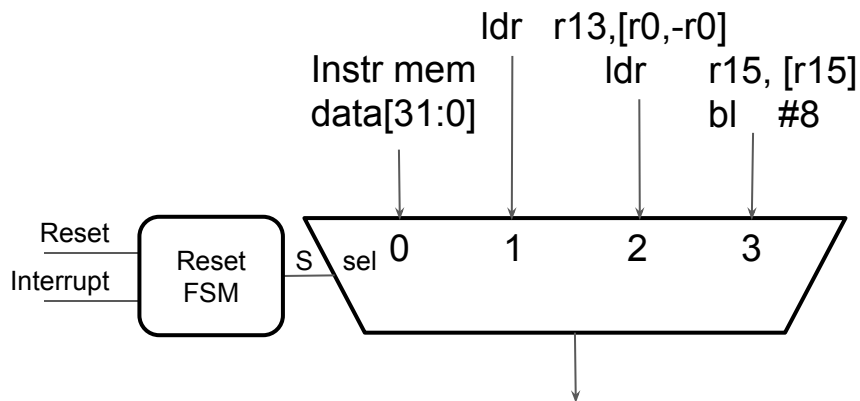 ldr r13,[r0,-r0]
Instr mem
data[31:0]
ldr r15, [r15]
bl #8
Reset
Interrupt
Reset
FSM
S
sel
0
1
2
3